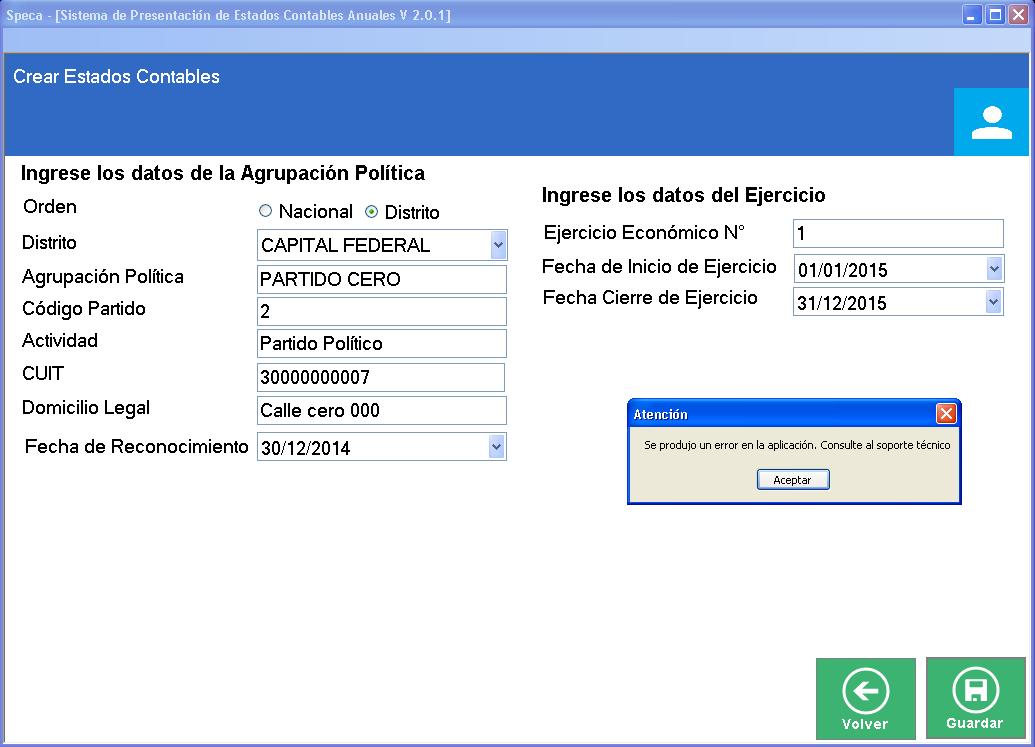 Speca - [Sistema de Presentación de Estados Contables Anuales V 2.0.1]
Crear Estados Contables
Ingrese los datos de la Agrupación Política
Orden
Nacional
Distrito
Distrito
CAPITAL FEDERAL
Agrupación Política
PARTIDO CERO
Código Partido
2
Actividad
Partido Político
CUIT
30000000007
Domicilio Legal
Calle cero 000
Fecha de Reconocimiento
30/12/2014
Ingrese los datos del Ejercicio
Ejercicio Económico N°
1
Fecha de Inicio de Ejercicio
01/01/2015
Fecha Cierre de Ejercicio
31/12/2015
Atención
Se produjo un error en la aplicación. Consulte al soporte técnico
Aceptar
Volver
Guardar